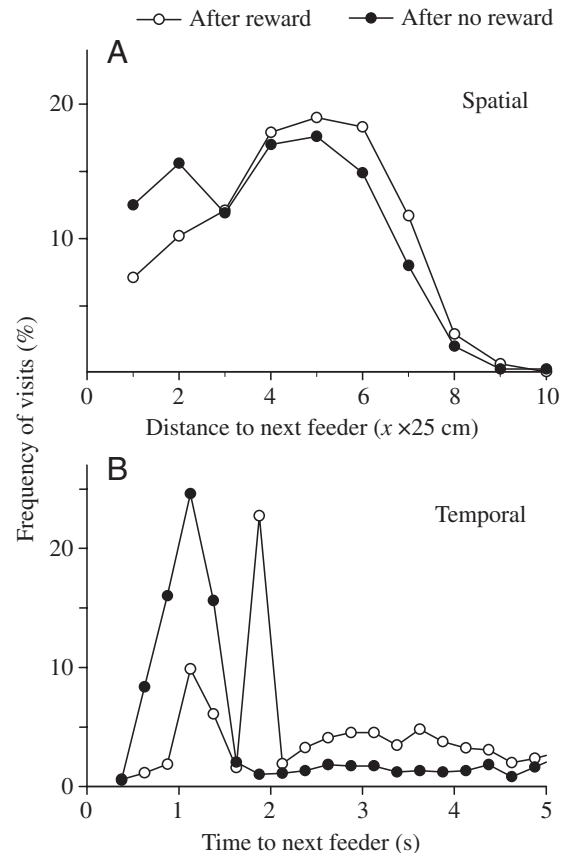 After reward After no reward
A
Spatial
20
10
0 2 4 6 8 10
Distance to next feeder (x ×25 cm)
Frequency of visits (%)
B
Temporal
20
10
0
0 1 2 3 4 5
Time to next feeder (s)